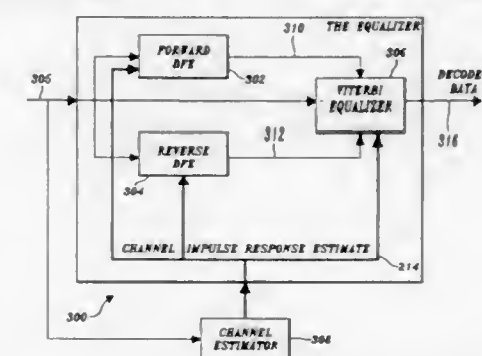 310
THE EQUALIZER
FORWARD
DFE
306
305
302
VITERBI
EQUALIZER
DECODE
DATA
312
316
REVERSE
DFE
304
CHANNEL IMPULSE RESPONSE ESTIMATE
214
300
CHANNEL
ESTIMATOR
308